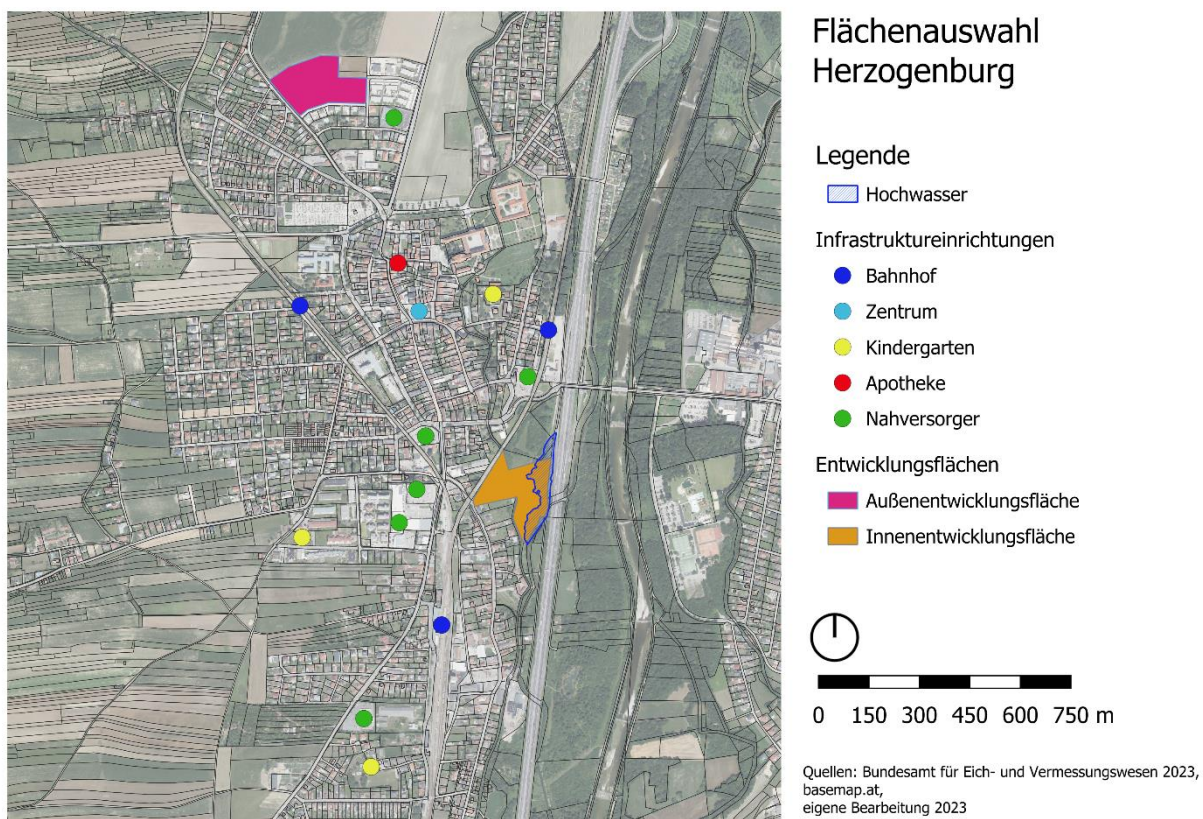 Flächenauswahl
Herzogenburg
Legende
Hochwasser
Infrastruktureinrichtungen
Bahnhof
Zentrum
Kindergarten
Apotheke
Nahversorger
Entwicklungsflächen
Außenentwicklungsfläche
Innenentwicklungsfläche
0 150 300 450 600 750 m
Quellen: Bundesamt für Eich- und Vermessungswesen 2023,
basemap.at,
eigene Bearbeitung 2023